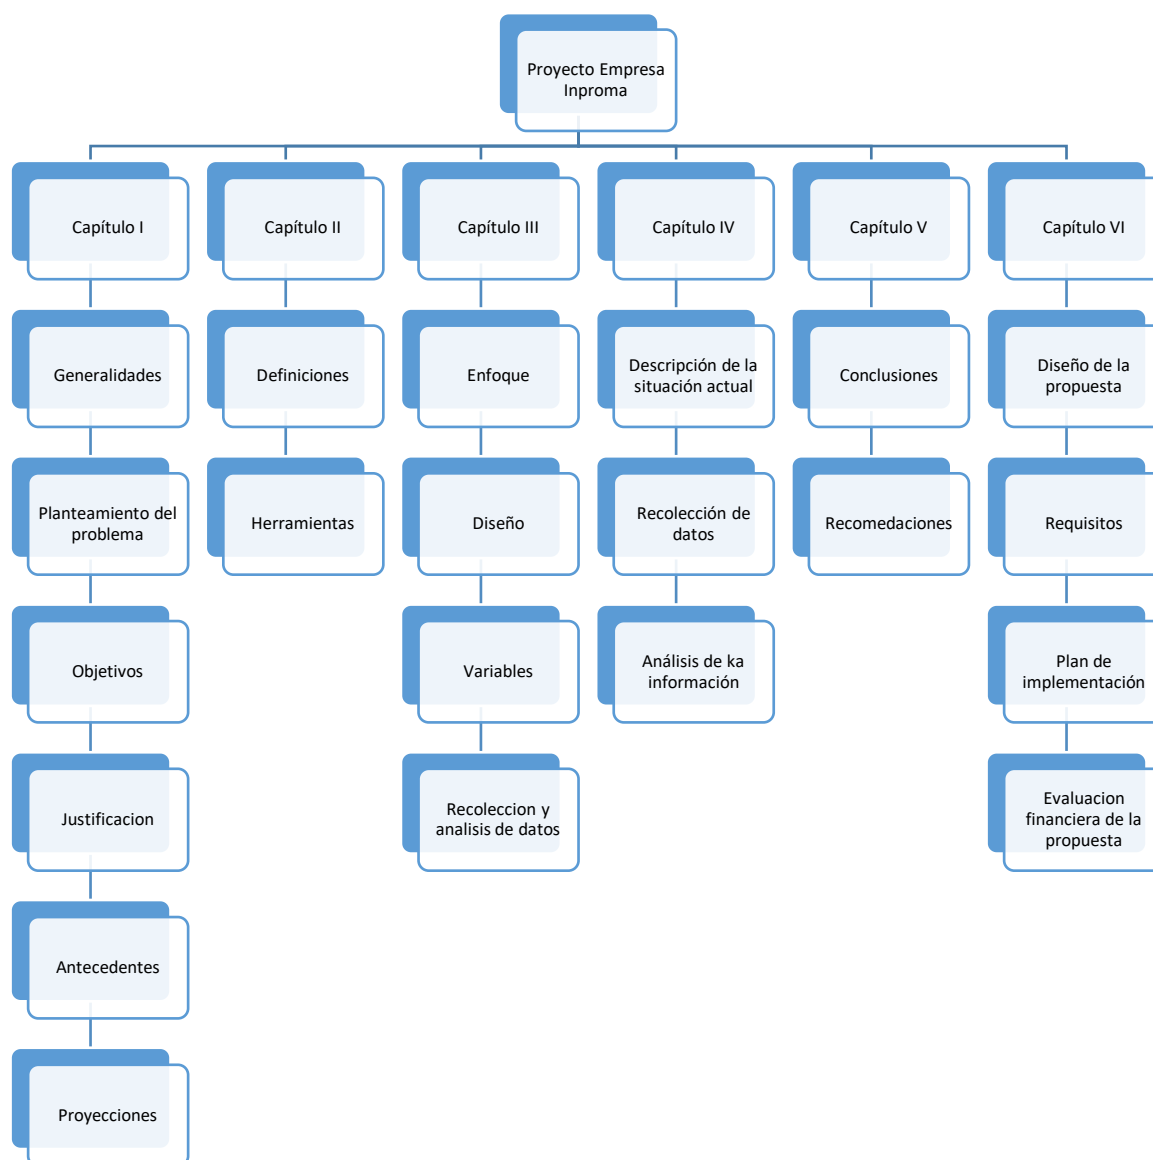 Proyecto Empresa
Inproma
Capítulo I
Capítulo II
Capítulo III
Capítulo IV
Capítulo V
Capítulo VI
Generalidades
Definiciones
Enfoque
Descripción de la
situación actual
Conclusiones
Diseño de la
propuesta
Planteamiento del
problema
Herramientas
Diseño
Recolección de
datos
Recomedaciones
Requisitos
Objetivos
Variables
Análisis de ka
información
Plan de
implementación
Justificacion
Recoleccion y
analisis de datos
Evaluacion
financiera de la
propuesta
Antecedentes
Proyecciones